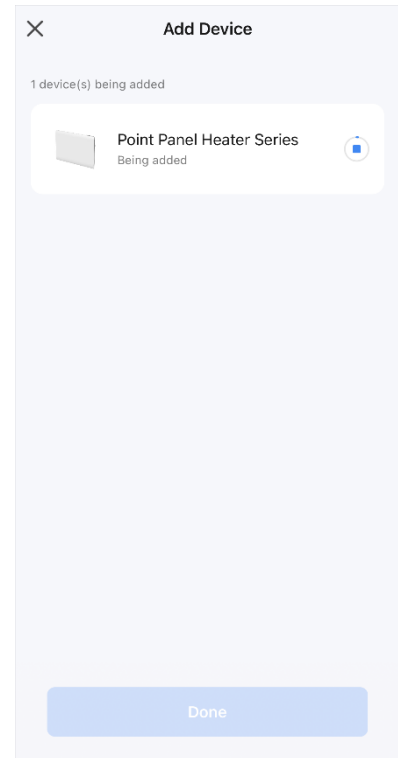 Add Device
1 device(s) being added
Point Panel Heater Series
Being added
Done